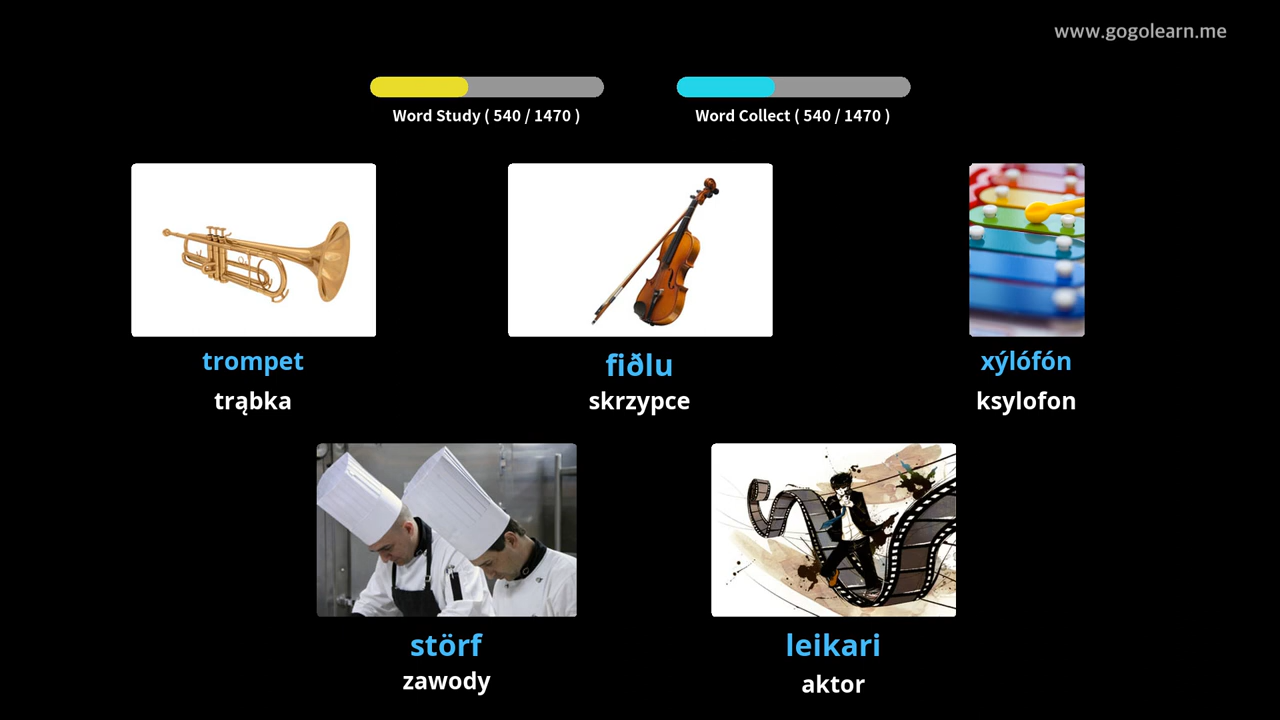 www.gogolearn.me
Word Study ( 540 / 1470 )
Word Collect ( 540 / 1470 )
trompet
fiðlu
xýlófón
trąbka
skrzypce
ksylofon
störf
leikari
zawody
aktor